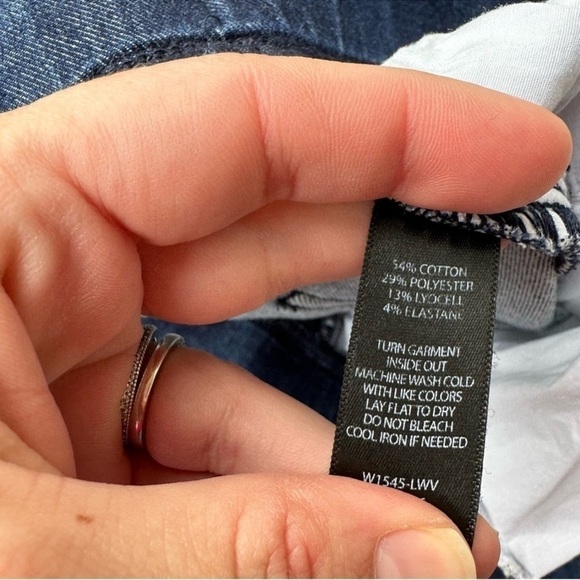 54% COTTON
29% POLYESTER
13% LYOCELL
4% ELASTANE
TURN GARMENT
INSIDE OUT
MACHINE WASH COLD
WITH LIKE COLORS
LAY FLAT TO DRY
DO NOT BLEACH
COOL IRON IF NEEDED
W1545-LWV